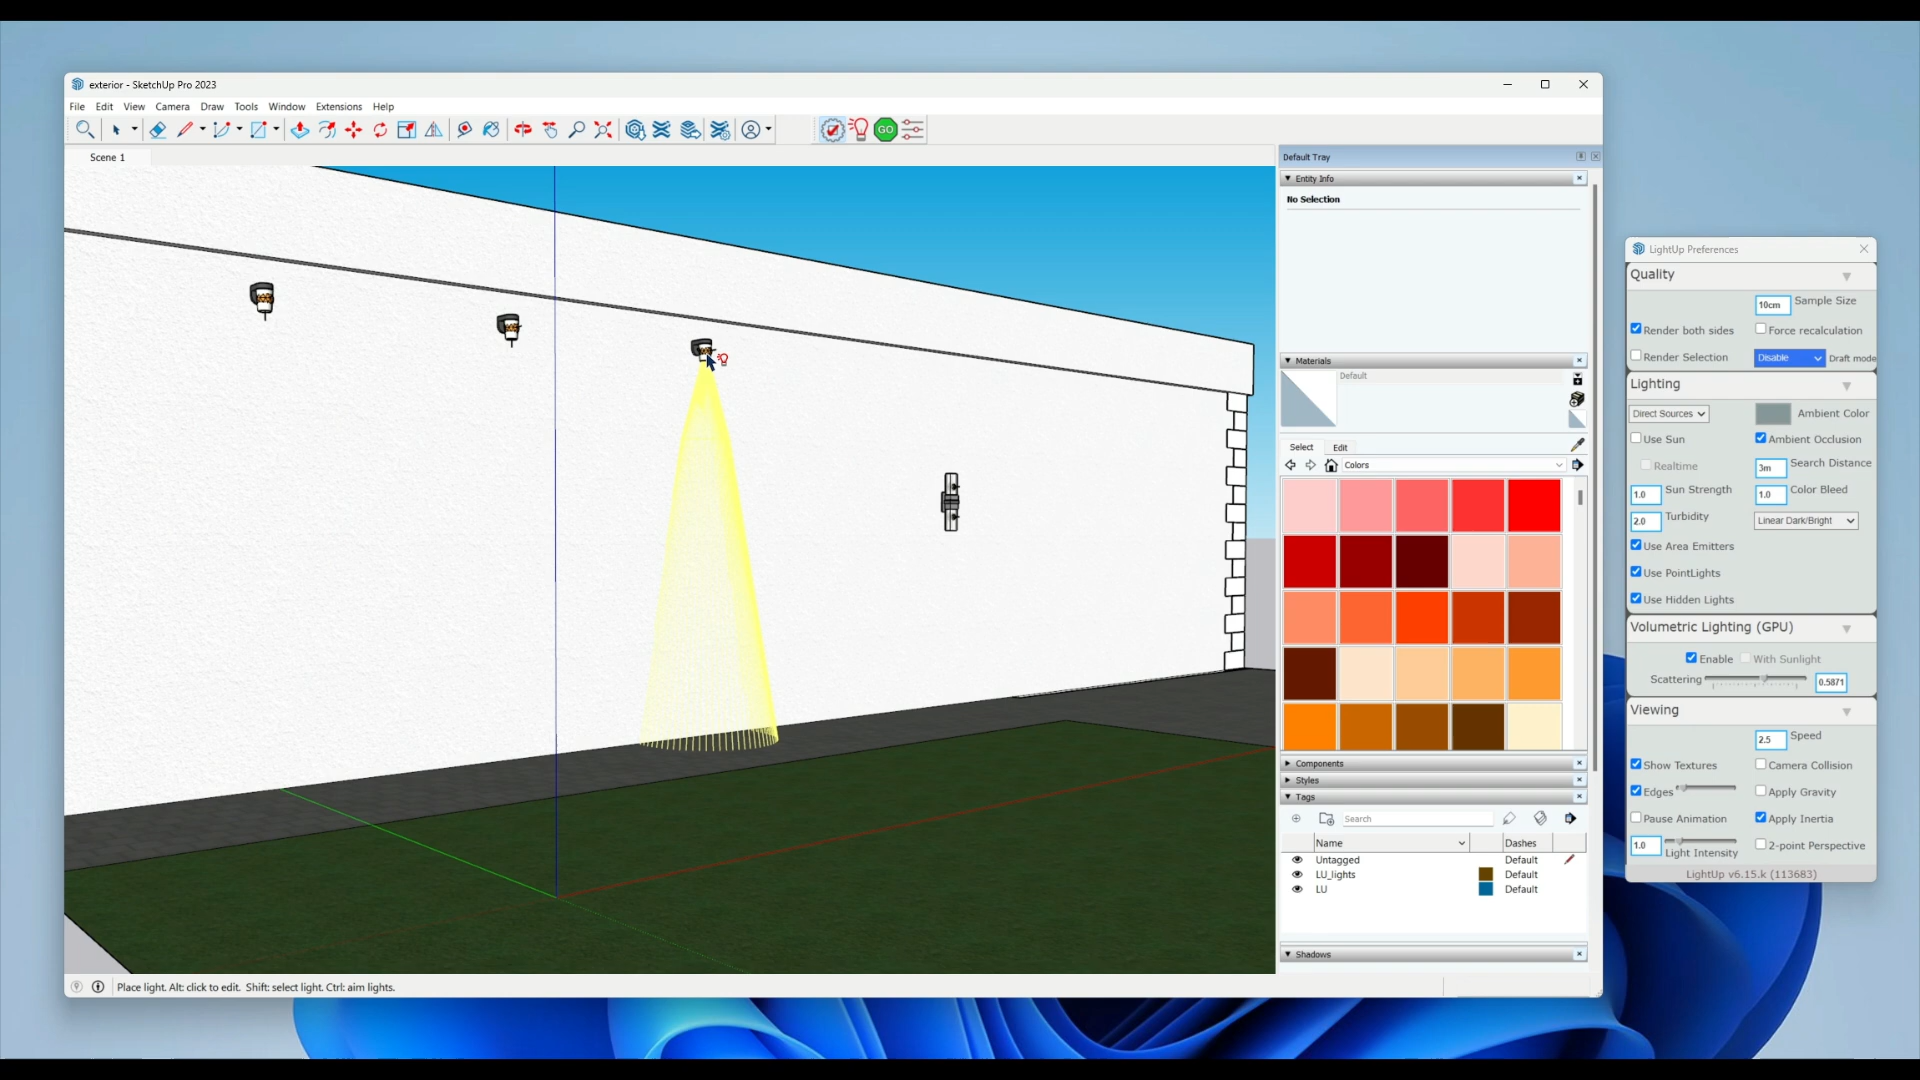 exterior - SketchUp Pro 2023
File Edit View Camera Draw Tools Window Extensions Help
GO
Scene 1
Default Tray
Entity Info
No Selection
Materials
Default
Select Edit
Colors
Components
Styles
Tags
Search
Name Dashes
Untagged Default
LU_lights Default
LU Default
Shadows
Place light. Alt: click to edit. Shift: select light. Ctrl: aim lights.
LightUp Preferences
Quality
10cm Sample Size
Render both sides Force recalculation
Render Selection Disable Draft mode
Lighting
Direct Sources Ambient Color
Use Sun Ambient Occlusion
Realtime 3m Search Distance
1.0 Sun Strength 1.0 Color Bleed
2.0 Turbidity Linear Dark/Bright
Use Area Emitters
Use PointLights
Use Hidden Lights
Volumetric Lighting (GPU)
Enable With Sunlight
Scattering 0.5871
Viewing
2.5 Speed
Show Textures Camera Collision
Edges Apply Gravity
Pause Animation Apply Inertia
1.0 Light Intensity 2-point Perspective
LightUp v6.15.k (113683)